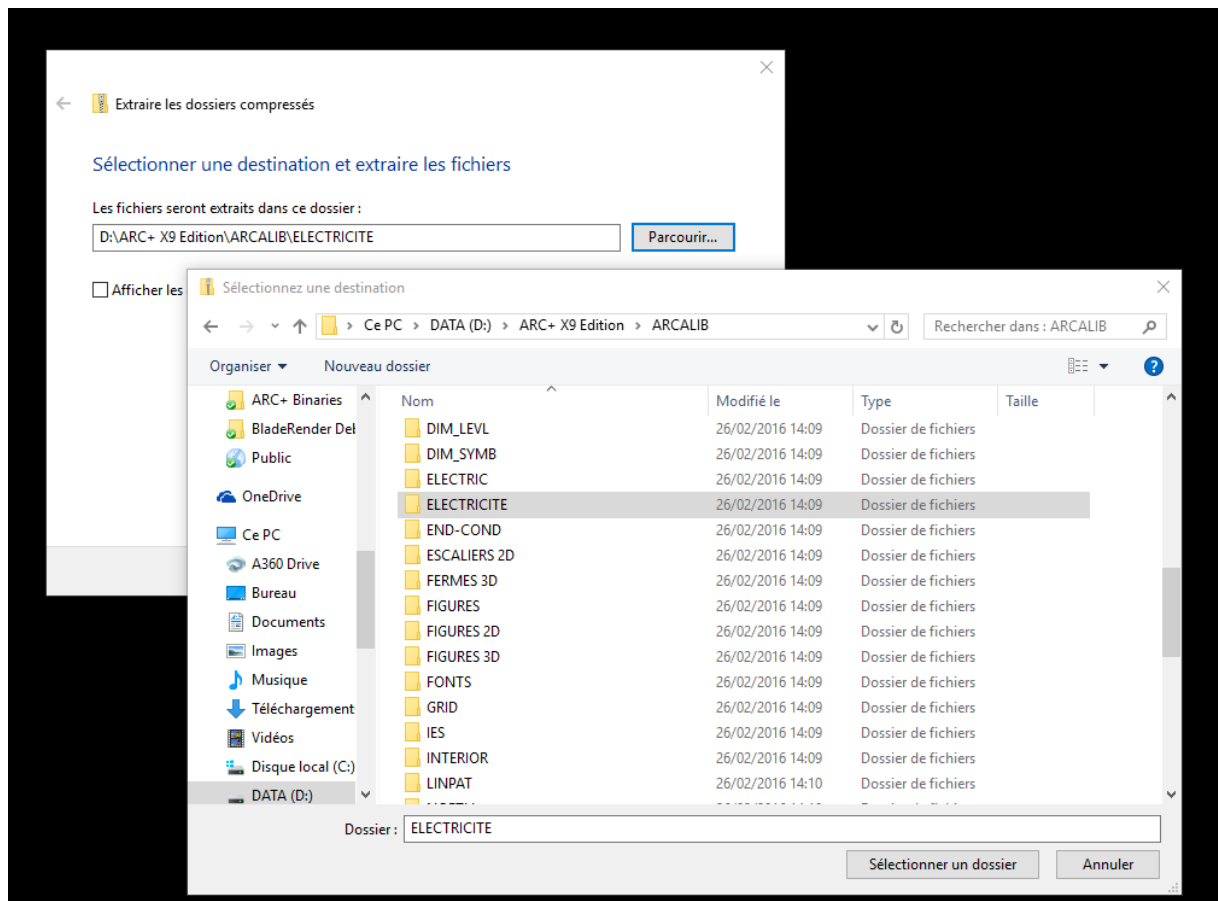 Extraire les dossiers compressés
Sélectionner une destination et extraire les fichiers
Les fichiers seront extraits dans ce dossier :
D:\ARC+ X9 Edition\ARCALIB\ELECTRICITE
Parcourir...
Afficher les
Sélectionnez une destination
Ce PC > DATA (D:) > ARC+ X9 Edition > ARCALIB
Rechercher dans : ARCALIB
Organiser
Nouveau dossier
ARC+ Binaries
BladeRender Del
Public
OneDrive
Ce PC
A360 Drive
Bureau
Documents
Images
Musique
Téléchargement
Vidéos
Disque local (C:)
DATA (D:)
Nom Modifié le Type Taille
DIM_LEVL 26/02/2016 14:09 Dossier de fichiers
DIM_SYMB 26/02/2016 14:09 Dossier de fichiers
ELECTRIC 26/02/2016 14:09 Dossier de fichiers
ELECTRICITE 26/02/2016 14:09 Dossier de fichiers
END-COND 26/02/2016 14:09 Dossier de fichiers
ESCALIERS 2D 26/02/2016 14:09 Dossier de fichiers
FERMES 3D 26/02/2016 14:09 Dossier de fichiers
FIGURES 26/02/2016 14:09 Dossier de fichiers
FIGURES 2D 26/02/2016 14:09 Dossier de fichiers
FIGURES 3D 26/02/2016 14:09 Dossier de fichiers
FONTS 26/02/2016 14:09 Dossier de fichiers
GRID 26/02/2016 14:09 Dossier de fichiers
IES 26/02/2016 14:09 Dossier de fichiers
INTERIOR 26/02/2016 14:09 Dossier de fichiers
LINPAT 26/02/2016 14:10 Dossier de fichiers
Dossier : ELECTRICITE
Sélectionner un dossier
Annuler